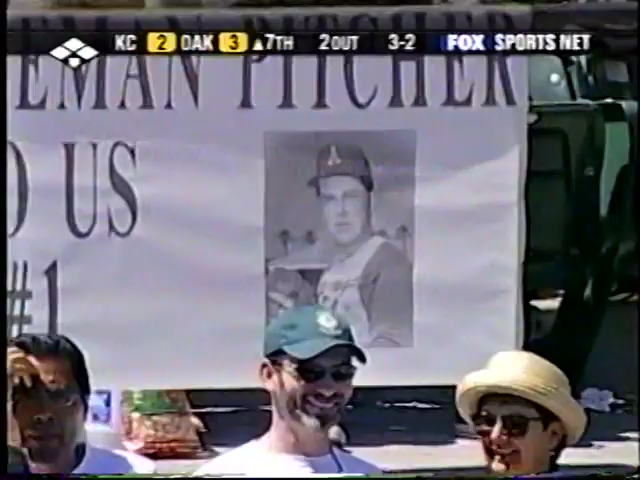 KC 2 OAK 3 ▲7TH 2 OUT 3-2 FOX SPORTS NET
EMAN PITCHER
US
#1
A